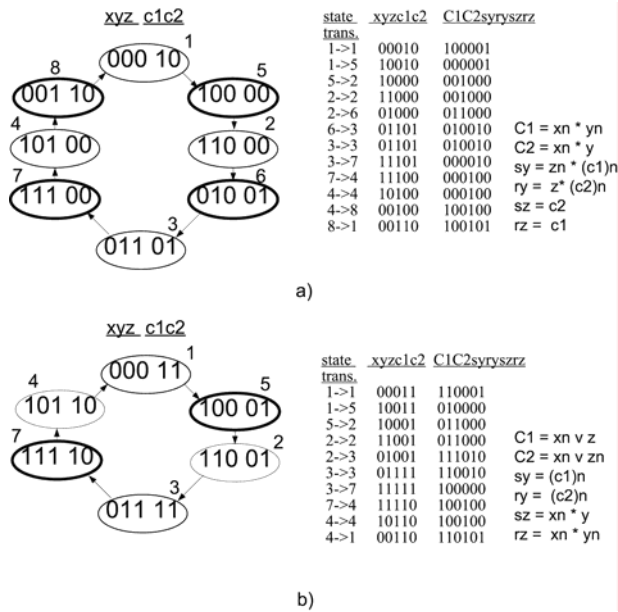 xyz c1c2
1
000 10
8
5
001 10
100 00
4
2
101 00
110 00
7
6
111 00
010 01
3
011 01
state trans. xyzc1c2 C1C2syryszrz
1->1 00010 100001
1->5 10010 000001
5->2 10000 001000
2->2 11000 001000
2->6 01000 011000
6->3 01101 010010
3->3 01101 010010
3->7 11101 000010
7->4 11100 000100
4->4 10100 000100
4->8 00100 100100
8->1 00110 100101
C1 = xn * yn
C2 = xn * y
sy = zn * (c1)n
ry = z* (c2)n
sz = c2
rz = c1
a)
xyz c1c2
1
000 11
4
5
101 10
100 01
7
2
111 10
110 01
3
011 11
state trans. xyzc1c2 C1C2syryszrz
1->1 00011 110001
1->5 10011 010000
5->2 10001 011000
2->2 11001 011000
2->3 01001 111010
3->3 01111 110010
3->7 11111 100000
7->4 11110 100100
4->4 10110 100100
4->1 00110 110101
C1 = xn v z
C2 = xn v zn
sy = (c1)n
ry = (c2)n
sz = xn * y
rz = xn * yn
b)